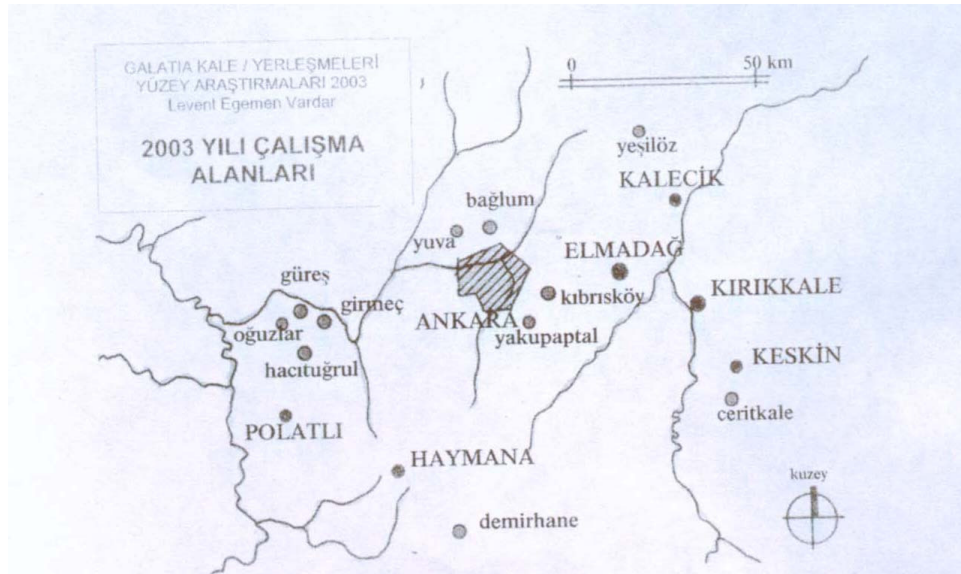 GALATIA KALE / YERLEŞMELERİ
YÜZEY ARAŞTIRMALARI 2003
Levent Egemen Vardar
2003 YILI ÇALIŞMA
ALANLARI
0 50 km
yeşilöz
KALECİK
bağlum
yuva
ELMADAĞ
kıbrısköy
KIRIKKALE
güreş
girmeç
ANKARA
yakupaptal
oğuzlar
hacıtuğrul
KESKİN
ceritkale
POLATLI
HAYMANA
kuzey
demirhane